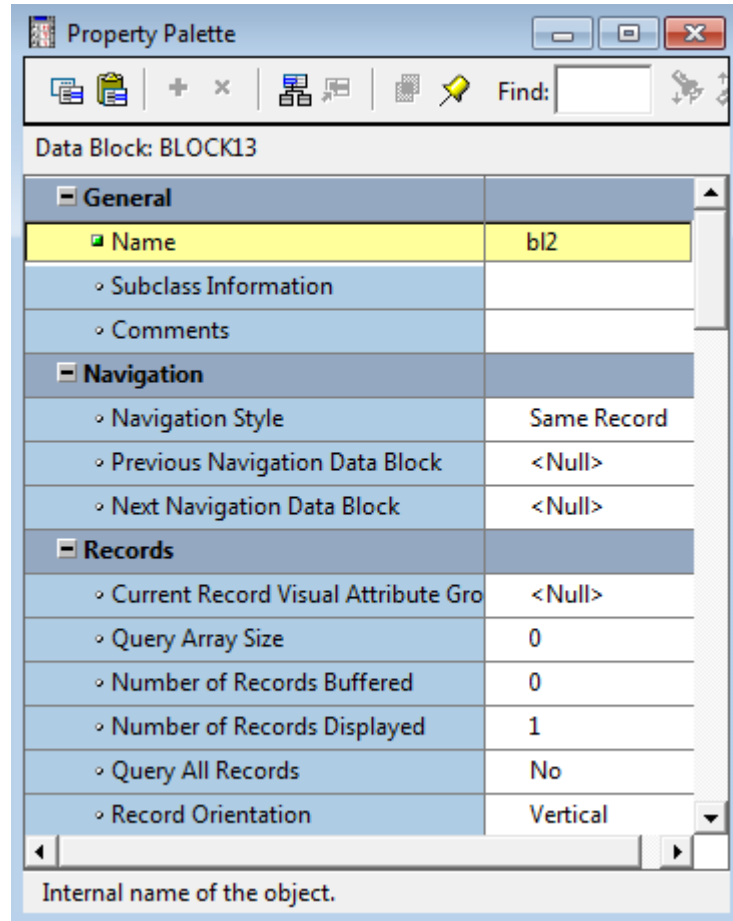 Property Palette
Find:
Data Block: BLOCK13
General
Name bl2
Subclass Information
Comments
Navigation
Navigation Style Same Record
Previous Navigation Data Block <Null>
Next Navigation Data Block <Null>
Records
Current Record Visual Attribute Gro <Null>
Query Array Size 0
Number of Records Buffered 0
Number of Records Displayed 1
Query All Records No
Record Orientation Vertical
Internal name of the object.